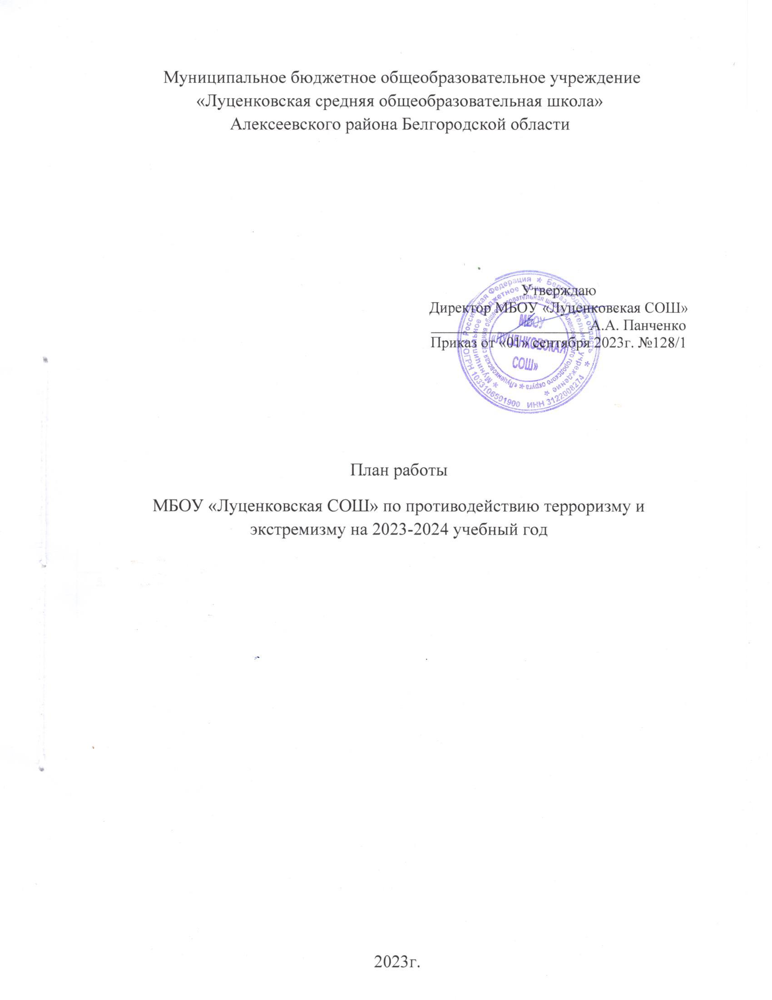 Муниципальное бюджетное общеобразовательное учреждение
«Луценковская средняя общеобразовательная школа»
Алексеевского района Белгородской области
Утверждаю
Директор МБОУ «Луценковская СОШ»
____________________А.А. Панченко
Приказ от «01» сентября 2023г. №128/1
Российская Федерация * Белгородская область *
ОГРН 1033106501900 ИНН 3122008274
* Муниципальное бюджетное общеобразовательное учреждение *
* «Луценковская средняя общеобразовательная школа» Алексеевского городского округа
МБОУ
«ЛУЦЕНКОВСКАЯ
СОШ»
План работы
МБОУ «Луценковская СОШ» по противодействию терроризму и
экстремизму на 2023-2024 учебный год
2023г.